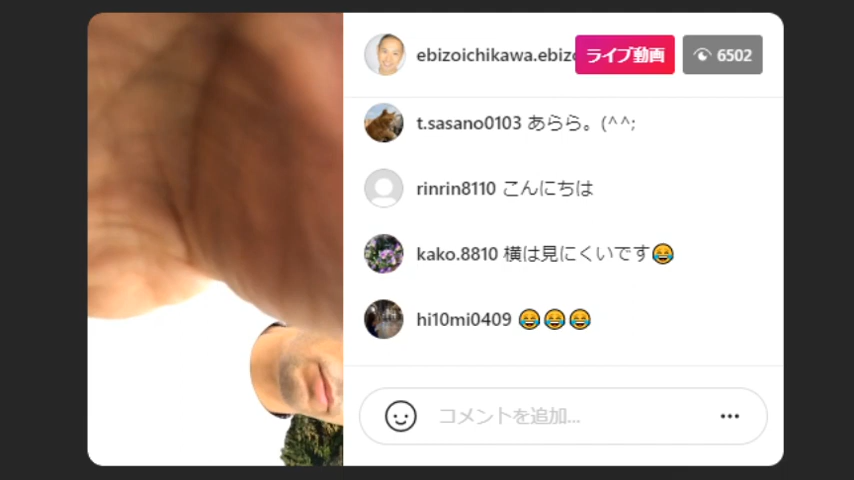 ebizoichikawa.ebizo ライブ動画 6502
t.sasano0103 あらら。(^^;
rinrin8110 こんにちは
kako.8810 横は見にくいです😂
hi10mi0409 😂😂😂
コメントを追加...